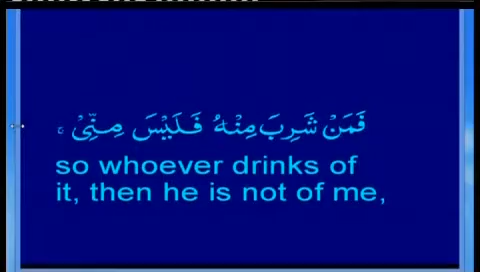 فَمَن شَرِبَ مِنْهُ فَلَيْسَ مِنِّي
so whoever drinks of
it, then he is not of me,